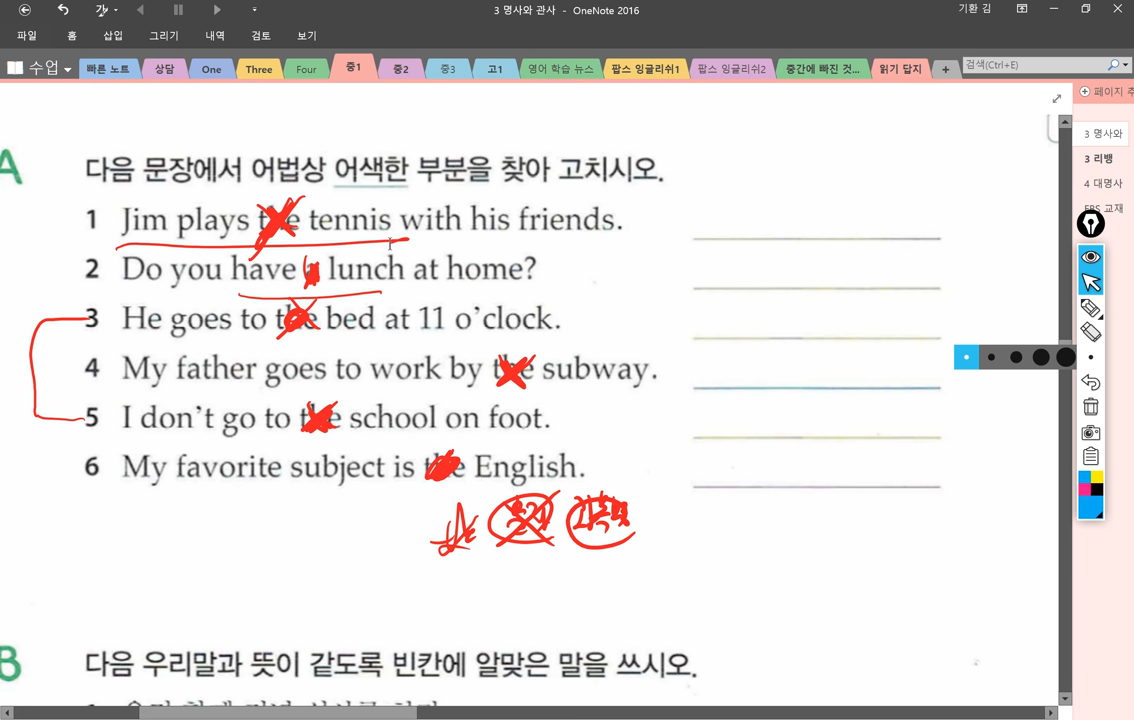 3 명사와 관사 - OneNote 2016
기환 김
파일 홈 삽입 그리기 내역 검토 보기
수업 빠른 노트 상담 One Three Four 중1 중2 중3 고1 영어 학습 뉴스 팝스 잉글리쉬1 팝스 잉글리쉬2 중간에 빠진 것... 읽기 답지 + 검색(Ctrl+E)
페이지 추
3 명사와
3 리뱅
4 대명사
EBS 교재
A 다음 문장에서 어법상 어색한 부분을 찾아 고치시오.
1 Jim plays the tennis with his friends.
2 Do you have a lunch at home?
3 He goes to the bed at 11 o'clock.
4 My father goes to work by the subway.
5 I don't go to the school on foot.
6 My favorite subject is the English.
B 다음 우리말과 뜻이 같도록 빈칸에 알맞은 말을 쓰시오.